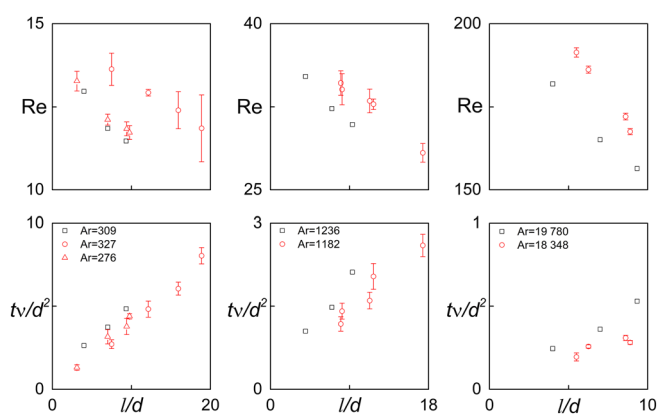 15
Re
10
40
Re
25
200
Re
150
10
tν/d²
0
Ar=309
Ar=327
Ar=276
0 l/d 20
3
tν/d²
0
Ar=1236
Ar=1182
0 l/d 18
1
tν/d²
0
Ar=19 780
Ar=18 348
0 l/d 10